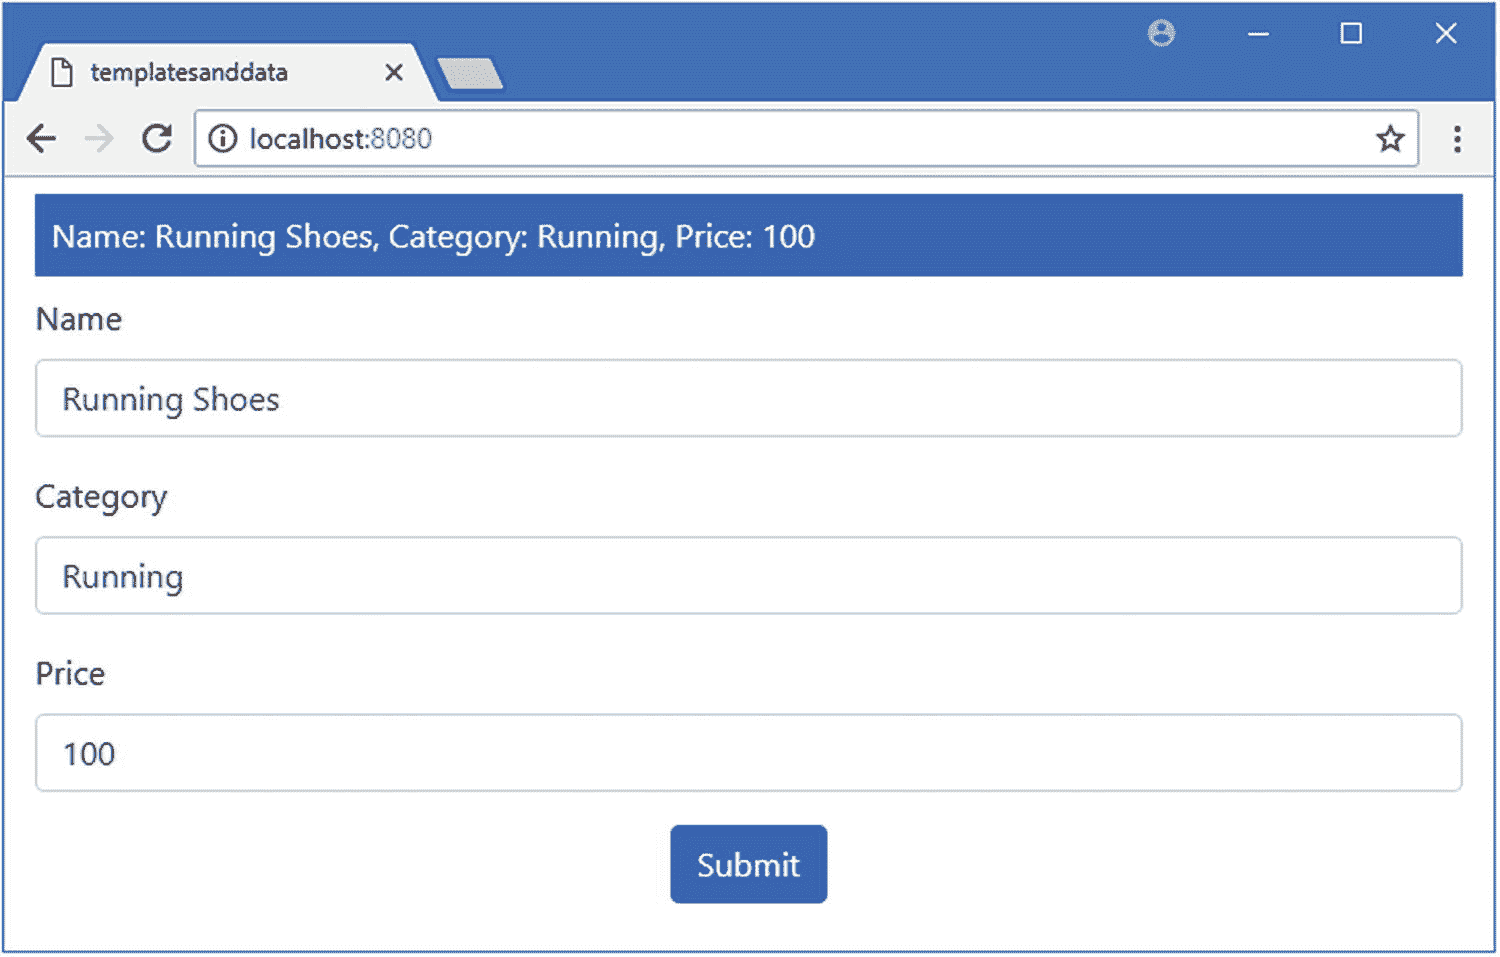 templatesanddata
localhost:8080
Name: Running Shoes, Category: Running, Price: 100
Name
Running Shoes
Category
Running
Price
100
Submit